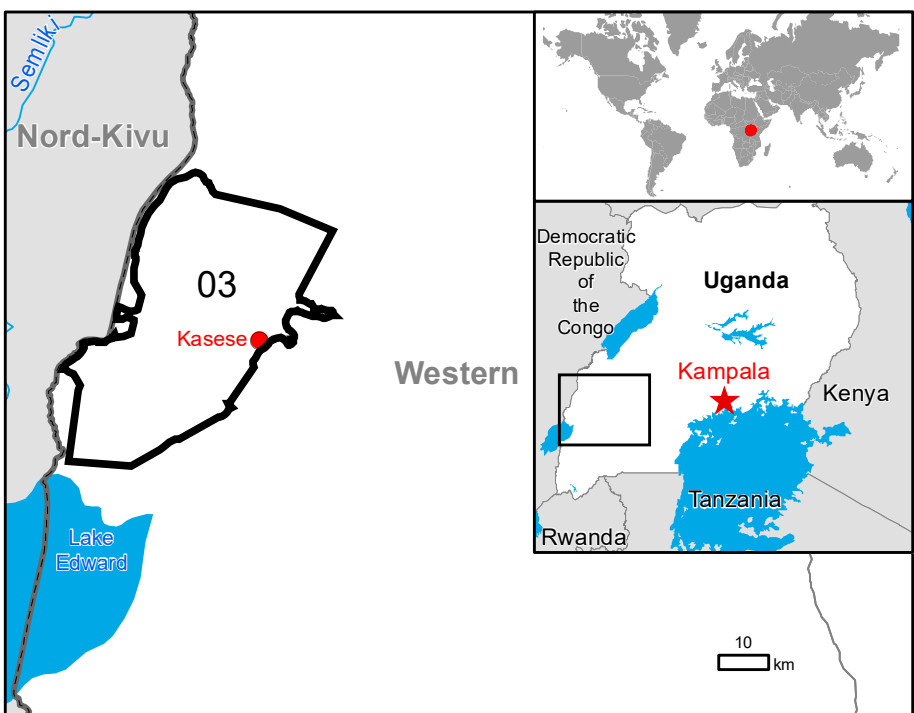 Semliki
Nord-Kivu
03
Kasese
Western
Lake
Edward
Democratic
Republic
of
the
Congo
Uganda
Kampala
Kenya
Tanzania
Rwanda
10
km